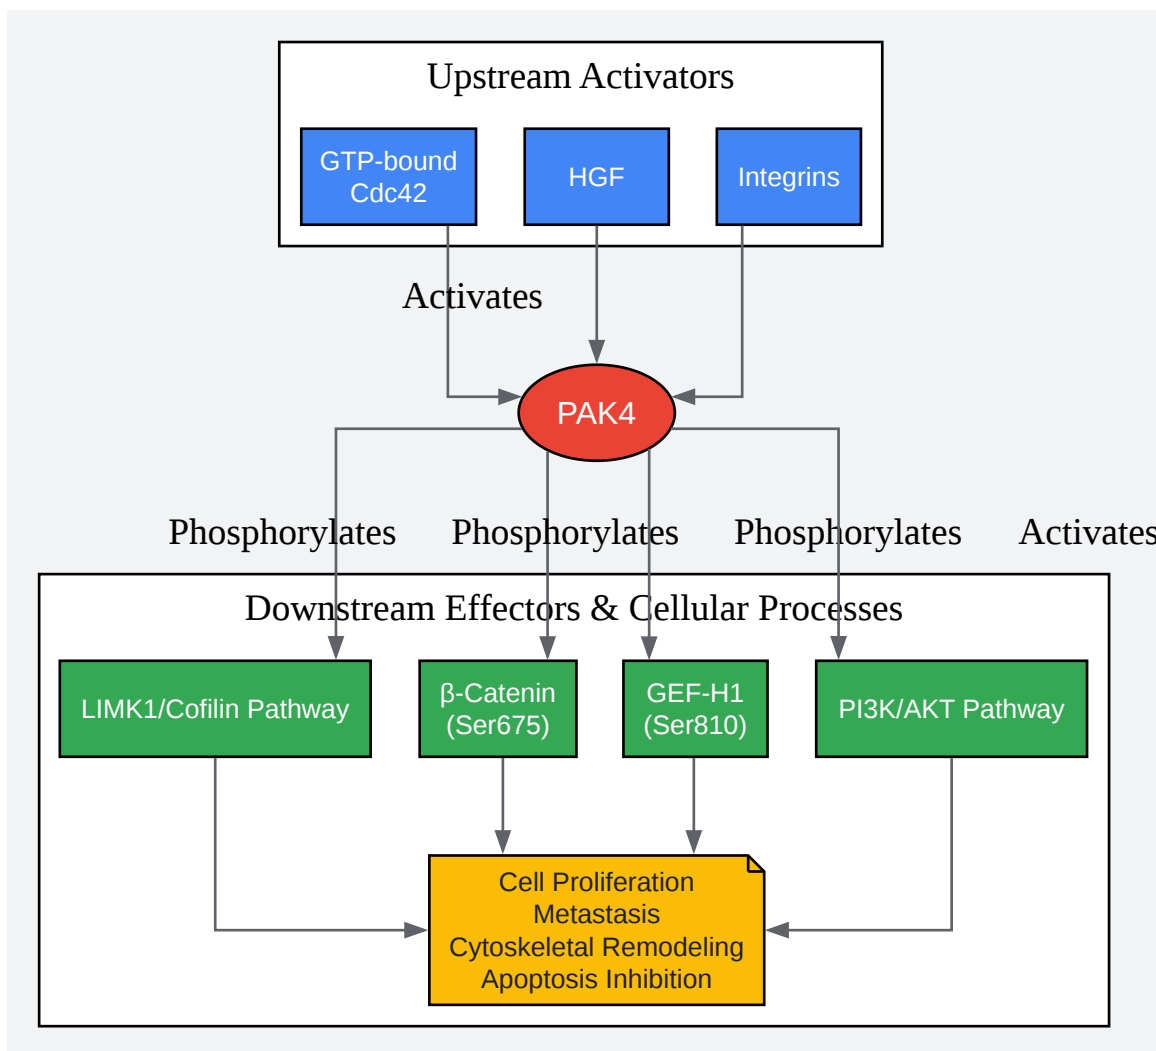 Upstream Activators
GTP-bound
Cdc42
HGF
Integrins
Activates
PAK4
Phosphorylates
Phosphorylates
Phosphorylates
Activates
Downstream Effectors & Cellular Processes
LIMK1/Cofilin Pathway
β-Catenin
(Ser675)
GEF-H1
(Ser810)
PI3K/AKT Pathway
Cell Proliferation
Metastasis
Cytoskeletal Remodeling
Apoptosis Inhibition